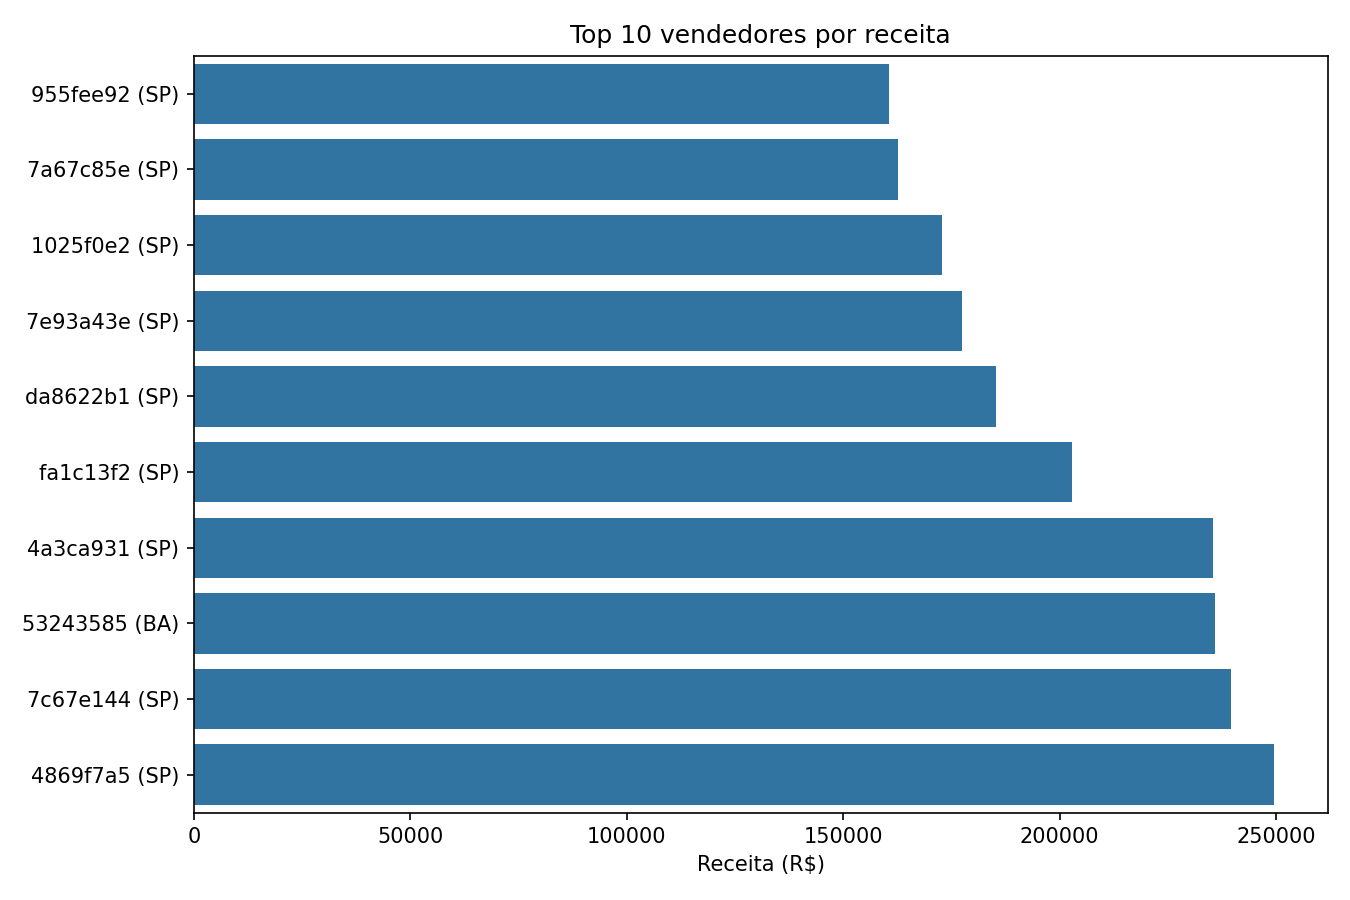 Top 10 vendedores por receita
955fee92 (SP)
7a67c85e (SP)
1025f0e2 (SP)
7e93a43e (SP)
da8622b1 (SP)
fa1c13f2 (SP)
4a3ca931 (SP)
53243585 (BA)
7c67e144 (SP)
4869f7a5 (SP)
0 50000 100000 150000 200000 250000
Receita (R$)